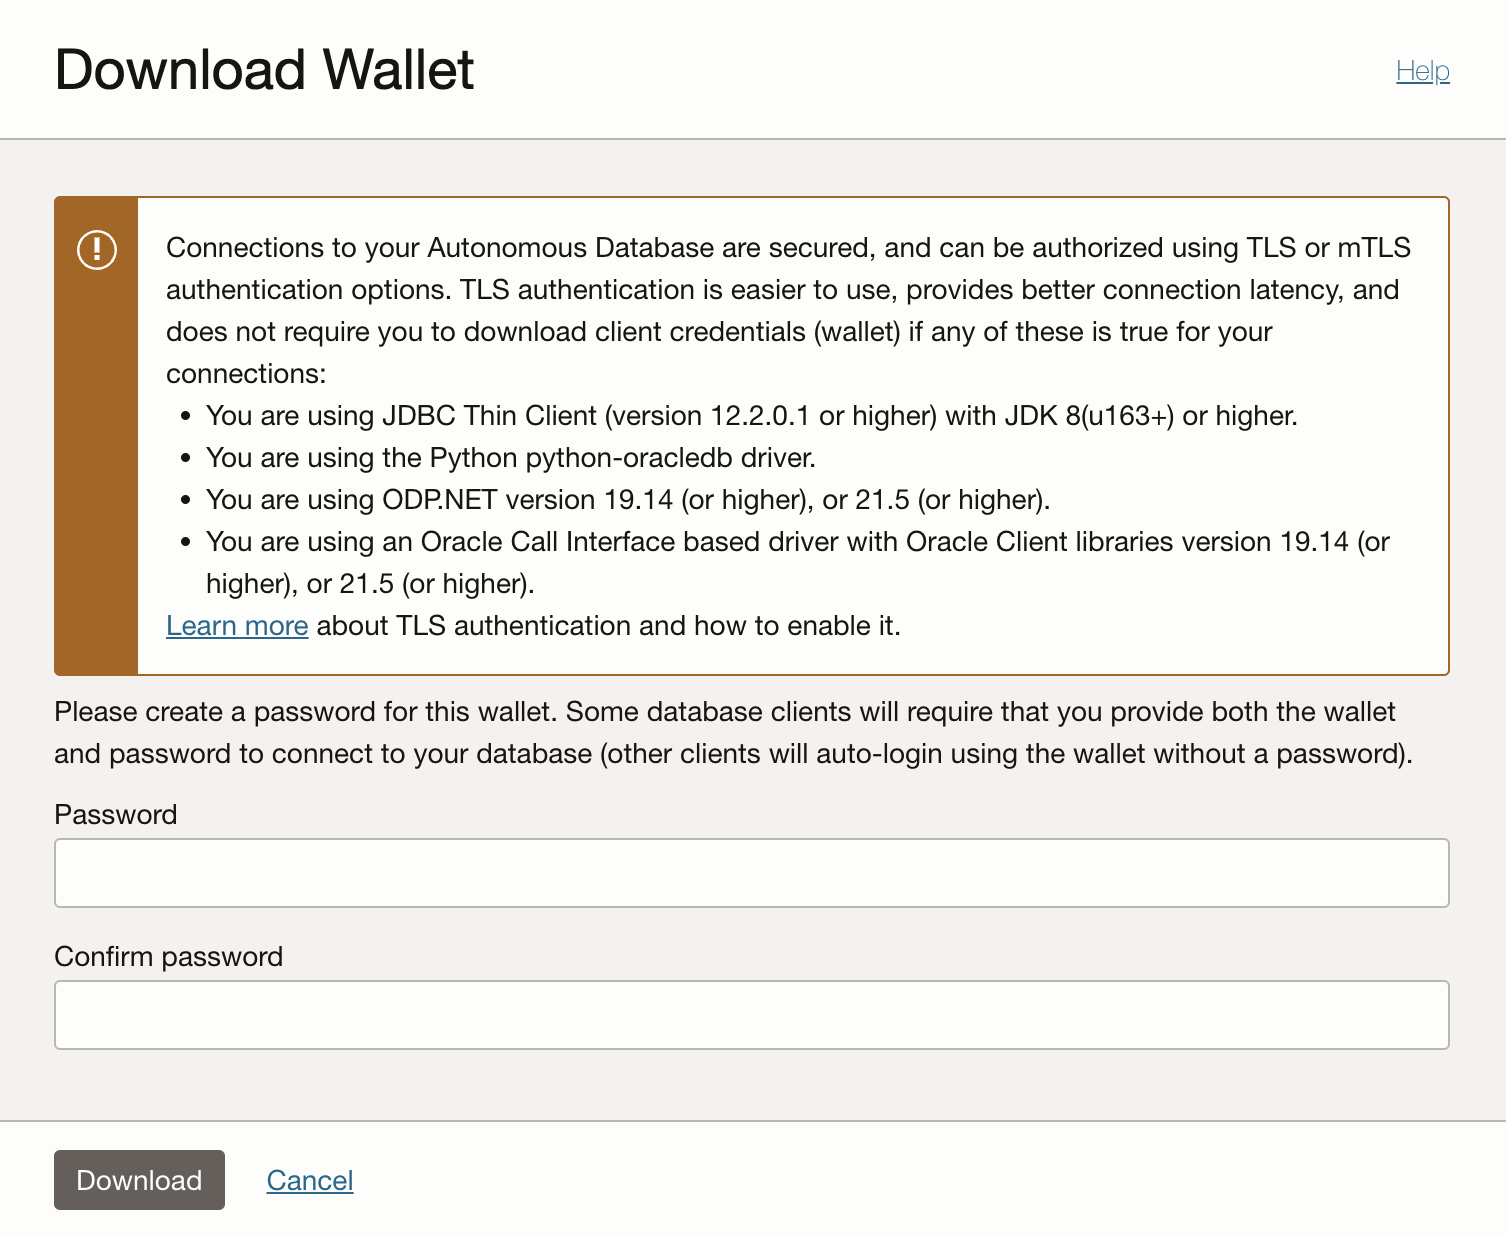 Download Wallet
Help
Connections to your Autonomous Database are secured, and can be authorized using TLS or mTLS
authentication options. TLS authentication is easier to use, provides better connection latency, and
does not require you to download client credentials (wallet) if any of these is true for your
connections:
• You are using JDBC Thin Client (version 12.2.0.1 or higher) with JDK 8(u163+) or higher.
• You are using the Python python-oracledb driver.
• You are using ODP.NET version 19.14 (or higher), or 21.5 (or higher).
• You are using an Oracle Call Interface based driver with Oracle Client libraries version 19.14 (or
higher), or 21.5 (or higher).
Learn more about TLS authentication and how to enable it.
Please create a password for this wallet. Some database clients will require that you provide both the wallet
and password to connect to your database (other clients will auto-login using the wallet without a password).
Password
Confirm password
Download
Cancel